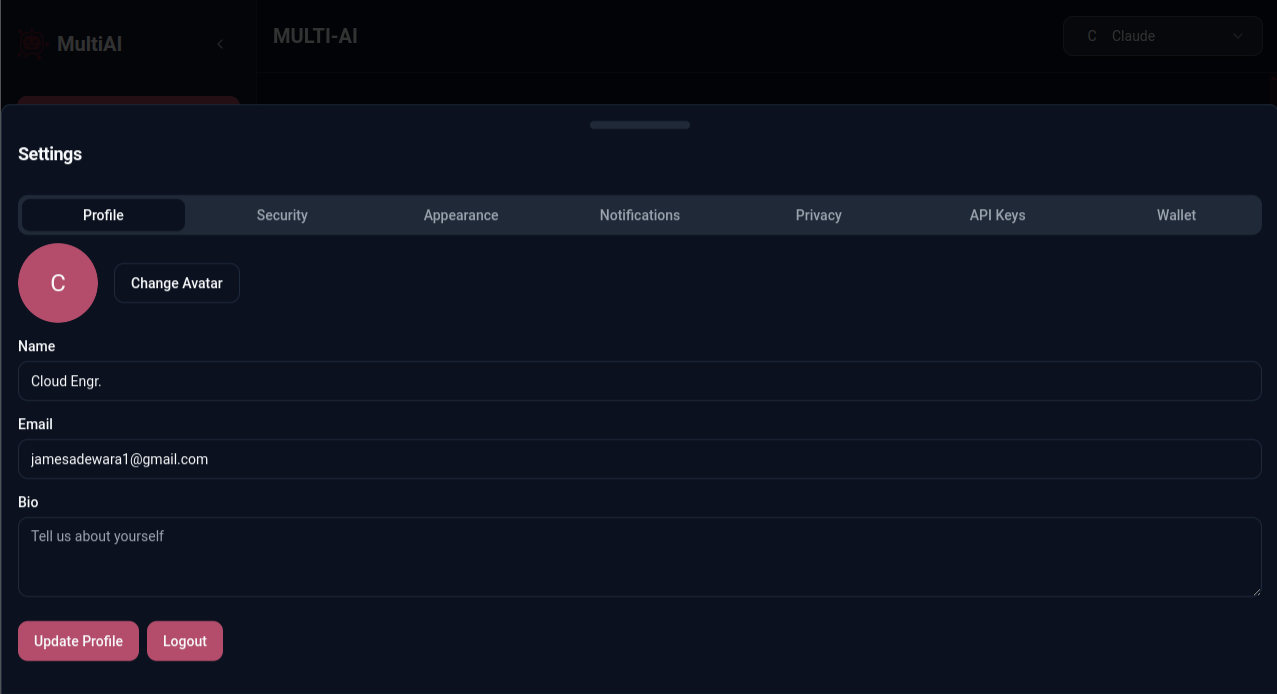 MultiAI
MULTI-AI
C Claude
Settings
Profile Security Appearance Notifications Privacy API Keys Wallet
C
Change Avatar
Name
Cloud Engr.
Email
jamesadewara1@gmail.com
Bio
Tell us about yourself
Update Profile Logout